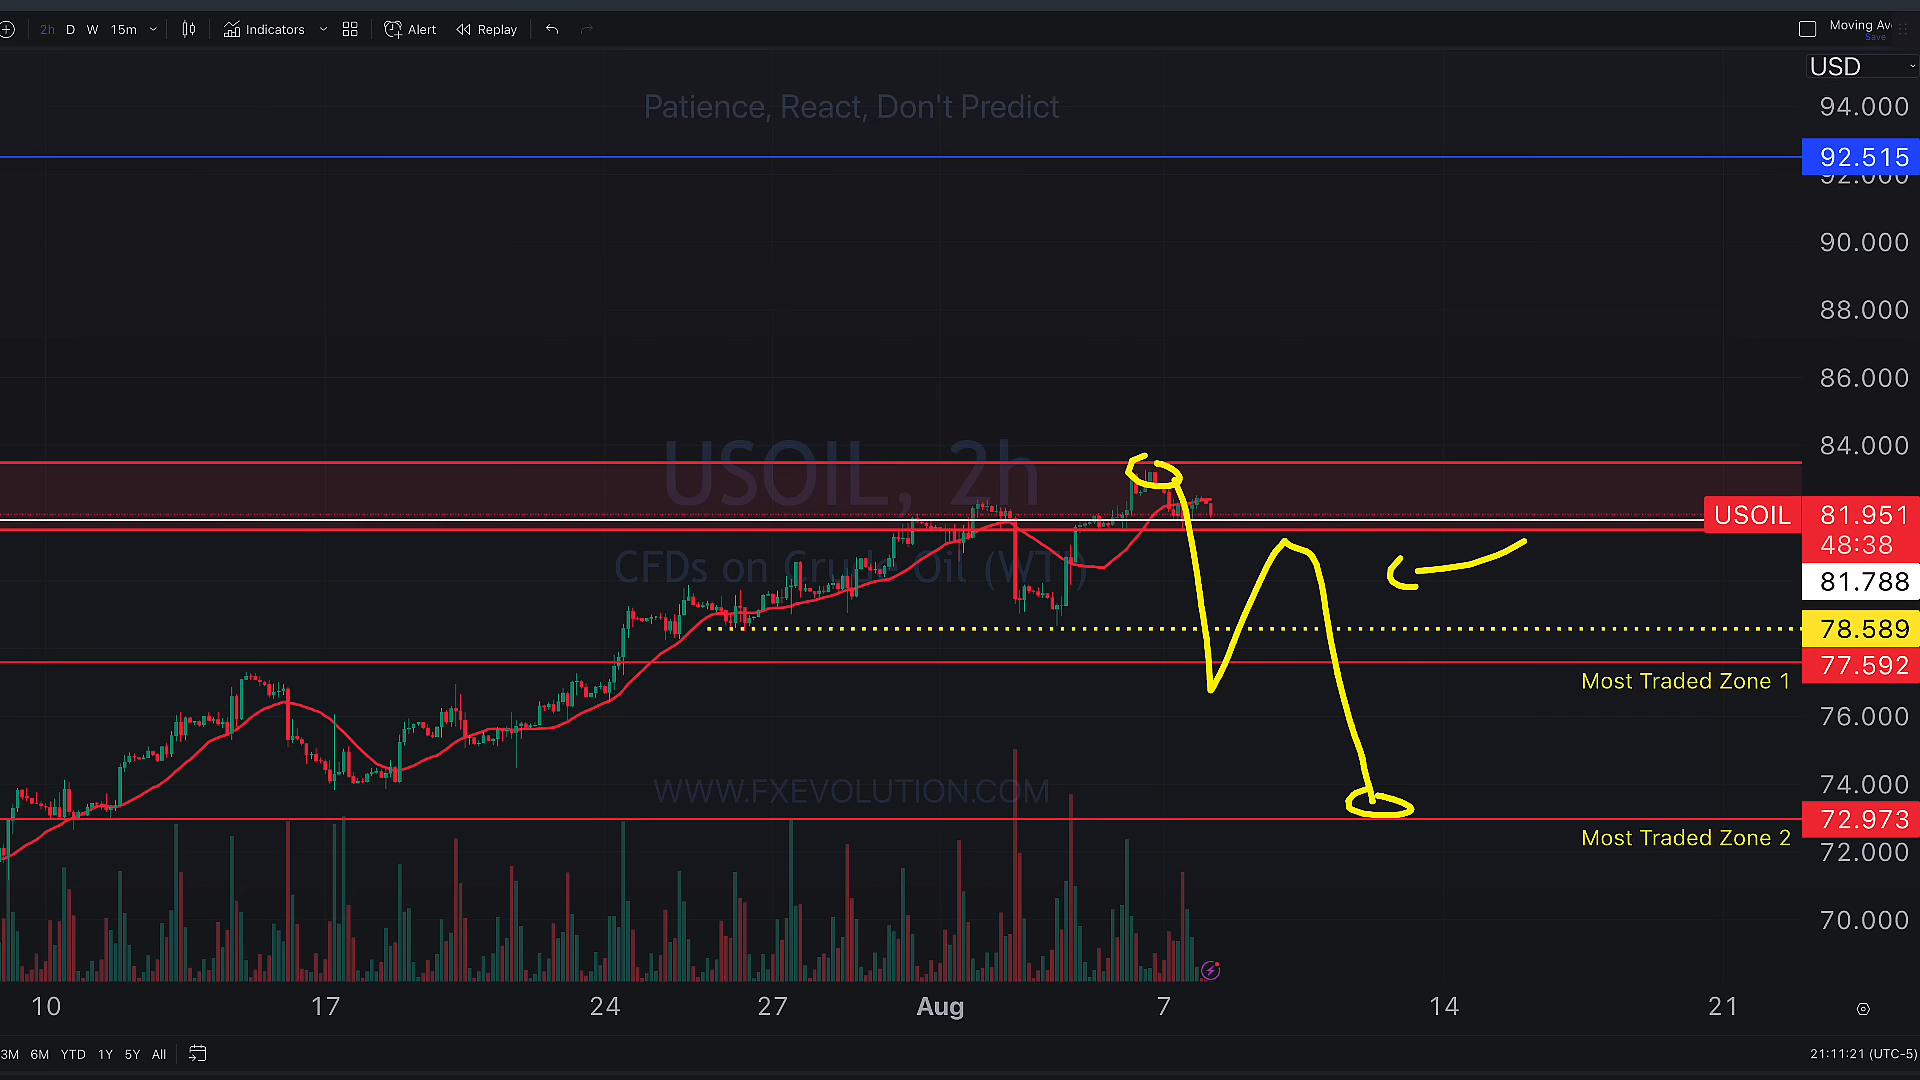 2h D W 15m Indicators Alert Replay
Moving Av
Save
USD
Patience, React, Don't Predict
94.000
92.515
92.000
90.000
88.000
86.000
84.000
USOIL, 2h
USOIL 81.951
48:38
CFDs on Crude Oil (WTI)
81.788
78.589
77.592
Most Traded Zone 1
76.000
WWW.FXEVOLUTION.COM
74.000
72.973
Most Traded Zone 2
72.000
70.000
10 17 24 27 Aug 7 14 21
3M 6M YTD 1Y 5Y All
21:11:21 (UTC-5)